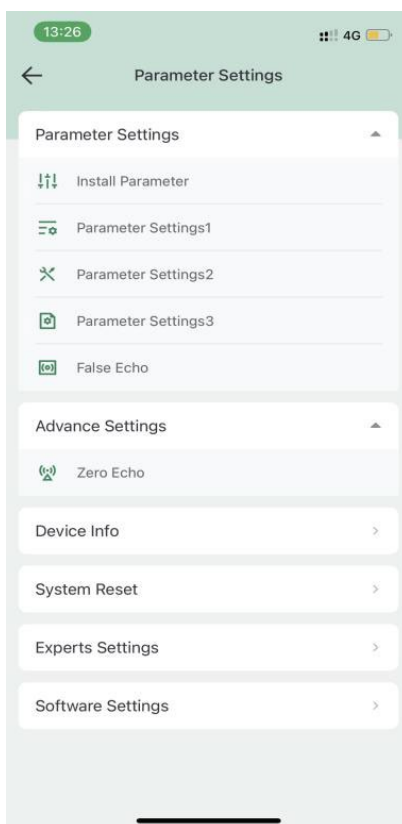 13:26
4G
Parameter Settings
Parameter Settings
Install Parameter
Parameter Settings1
Parameter Settings2
Parameter Settings3
False Echo
Advance Settings
Zero Echo
Device Info
System Reset
Experts Settings
Software Settings